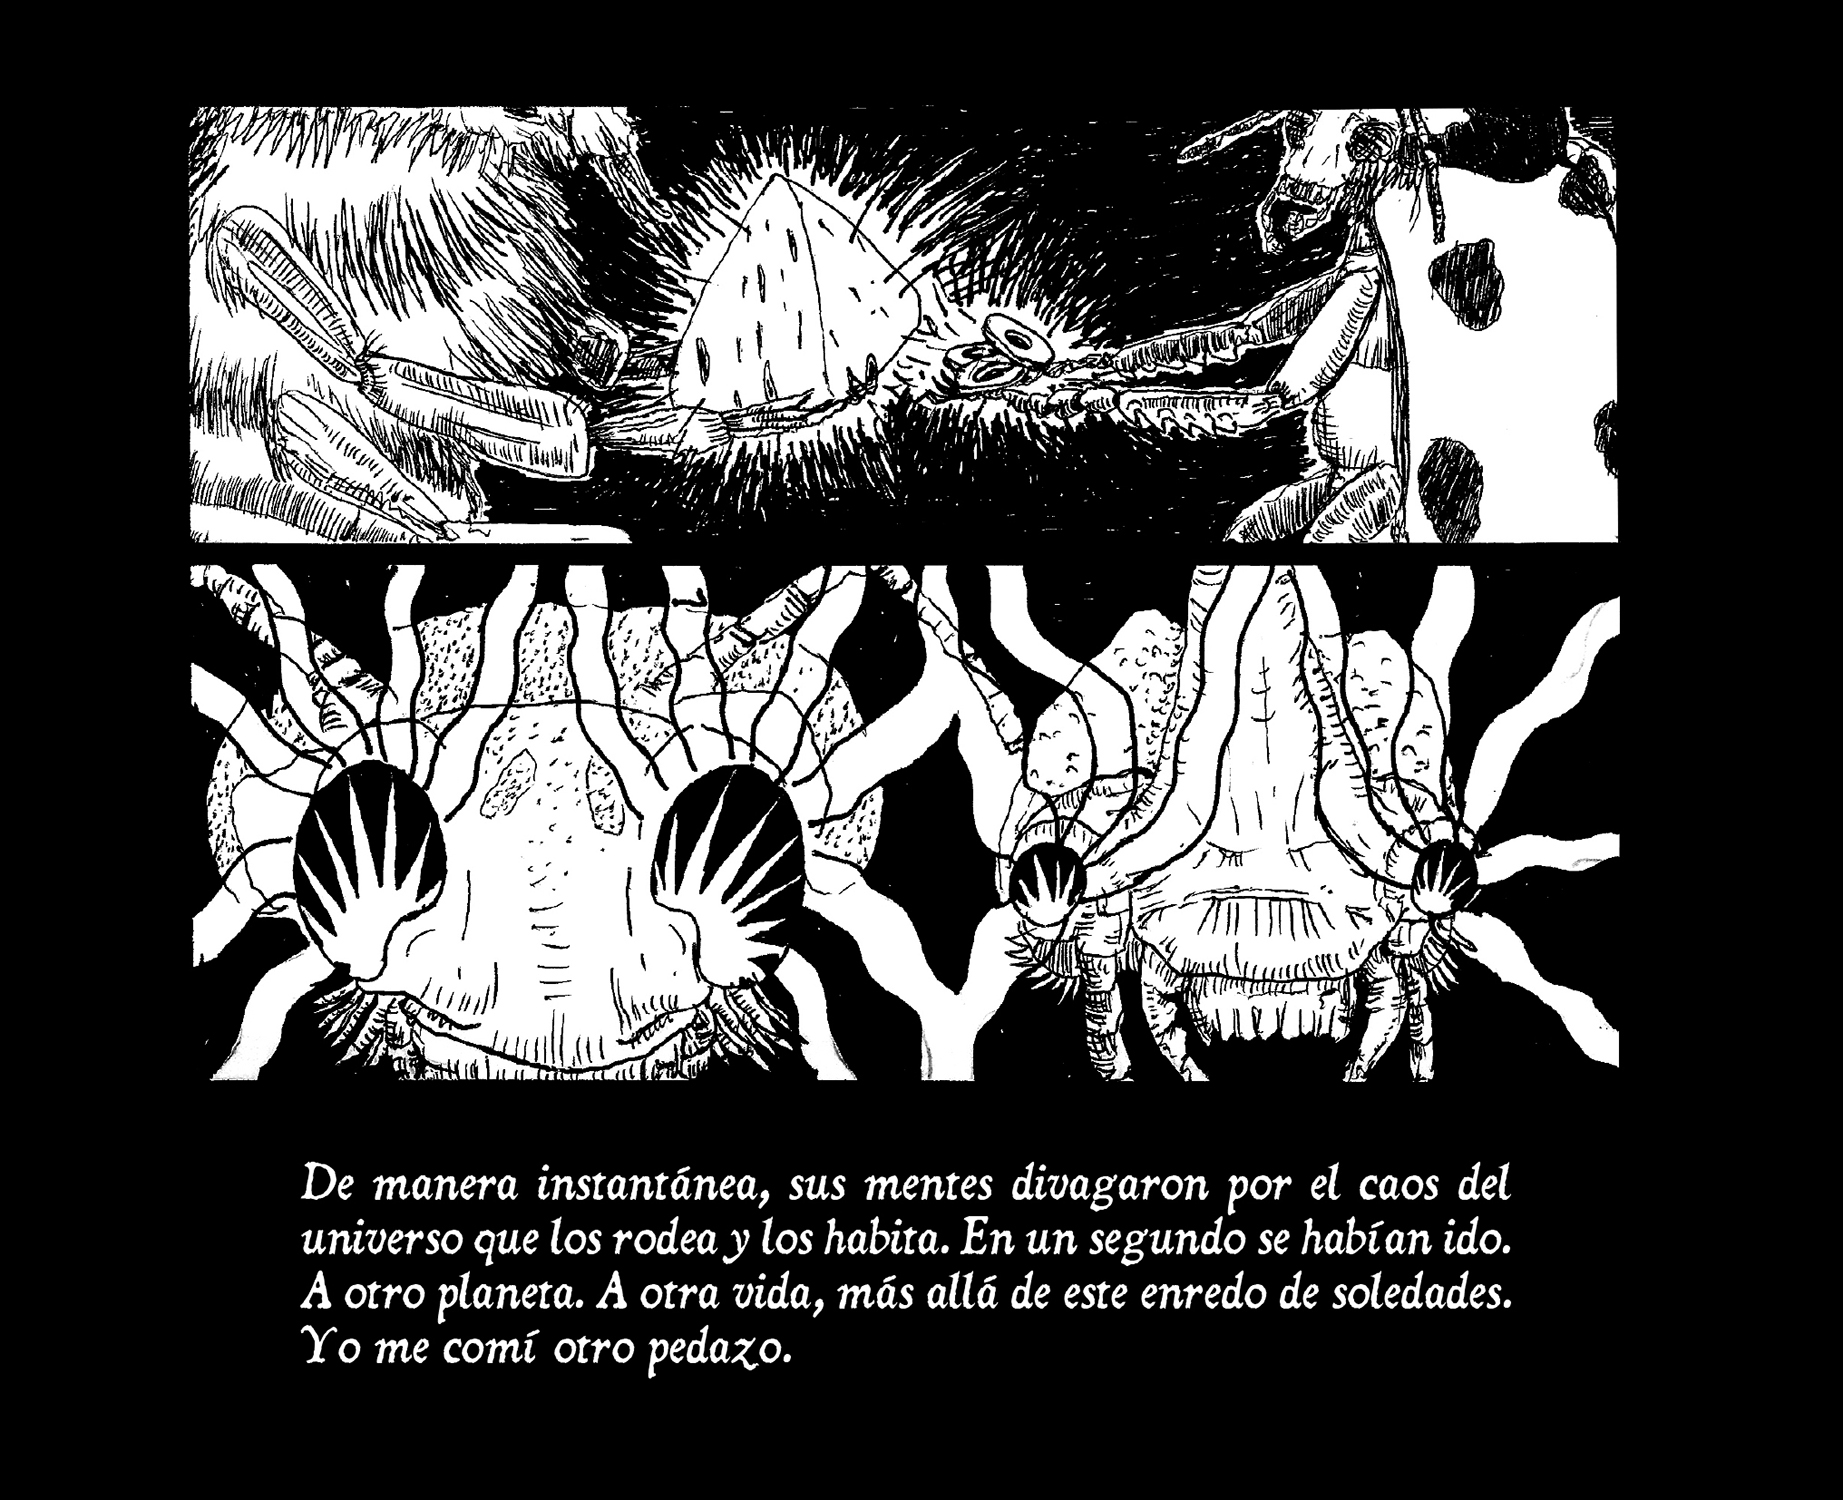 De manera instantánea, sus mentes divagaron por el caos del
universo que los rodea y los habita. En un segundo se habían ido.
A otro planeta. A otra vida, más allá de este enredo de soledades.
Yo me comí otro pedazo.